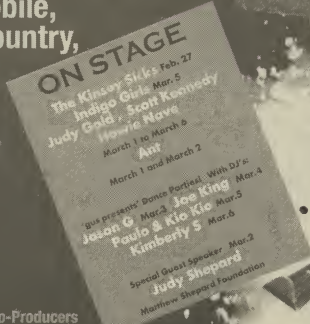 obile,
ountry,
ON STAGE
The Kinsey Sicks Feb. 27
Indigo Girls Mar. 5
Judy Gold - Scott Kennedy
Howie Nave
March 1 to March 6
Ant
March 1 and March 2
'gus presents' Dance Parties! With DJ's:
Jason G Mar.3 Joe King Mar.4
Paulo & Kio Kio Mar.5
Kimberly S Mar.6
Special Guest Speaker Mar.2
Judy Shepard
Matthew Shepard Foundation
o-Producers